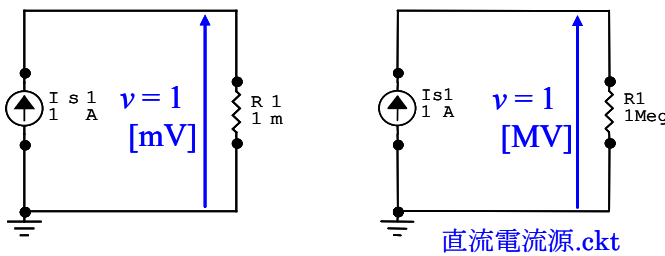 I s 1
1 A
v = 1
[mV]
R 1
1 m
Is1
1 A
v = 1
[MV]
R1
1Meg
直流電流源.ckt